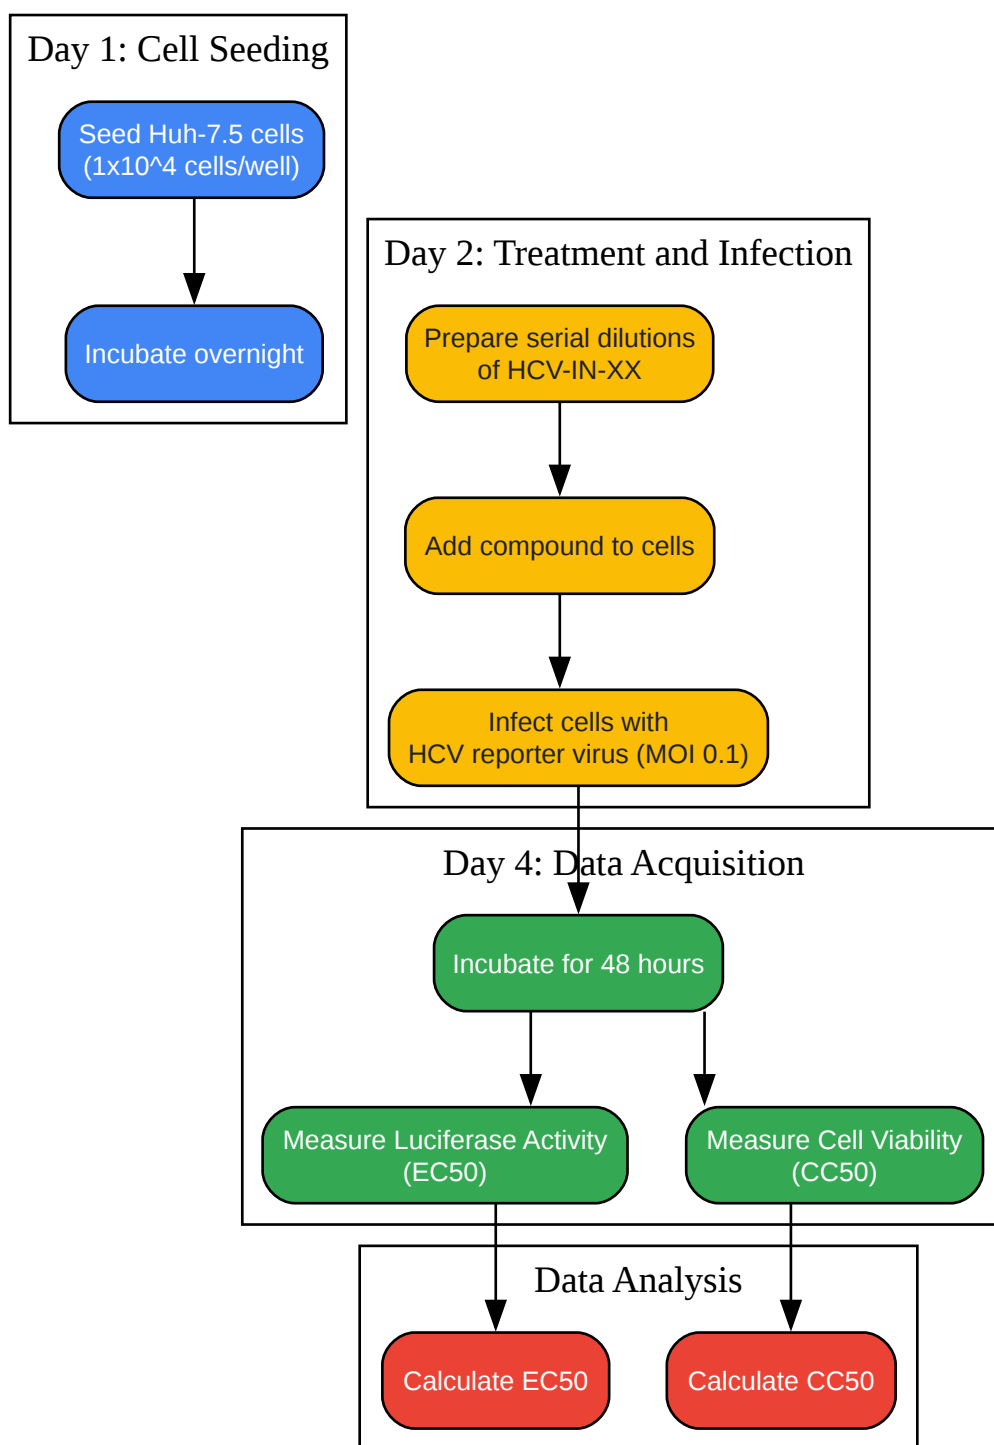 Day 1: Cell Seeding
Seed Huh-7.5 cells
(1x10^4 cells/well)
Incubate overnight
Day 2: Treatment and Infection
Prepare serial dilutions
of HCV-IN-XX
Add compound to cells
Infect cells with
HCV reporter virus (MOI 0.1)
Day 4: Data Acquisition
Incubate for 48 hours
Measure Luciferase Activity
(EC50)
Measure Cell Viability
(CC50)
Data Analysis
Calculate EC50
Calculate CC50